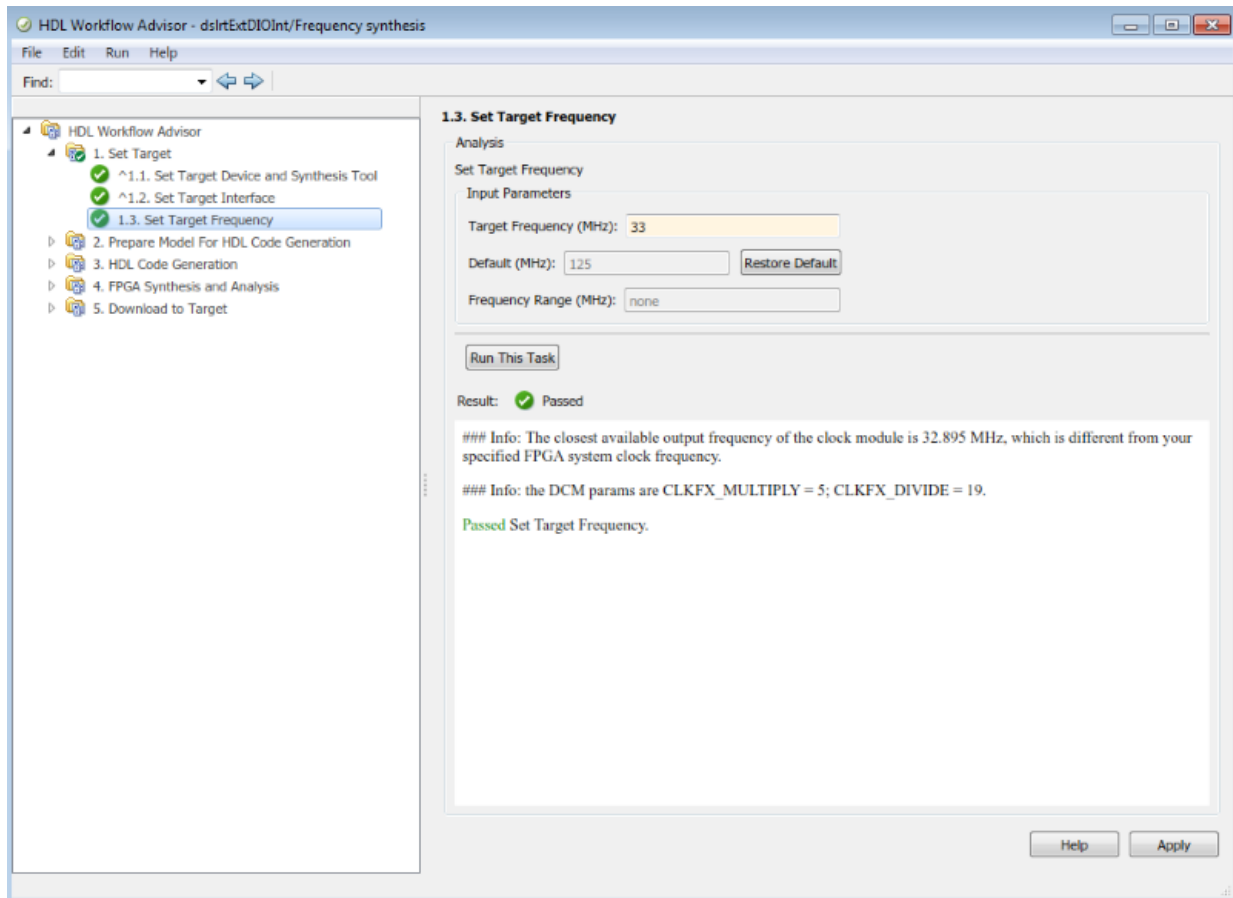 HDL Workflow Advisor - dslrtExtDIOInt/Frequency synthesis
File Edit Run Help
Find:
HDL Workflow Advisor
1. Set Target
^1.1. Set Target Device and Synthesis Tool
^1.2. Set Target Interface
1.3. Set Target Frequency
2. Prepare Model For HDL Code Generation
3. HDL Code Generation
4. FPGA Synthesis and Analysis
5. Download to Target
1.3. Set Target Frequency
Analysis
Set Target Frequency
Input Parameters
Target Frequency (MHz): 33
Default (MHz): 125 Restore Default
Frequency Range (MHz): none
Run This Task
Result: Passed
### Info: The closest available output frequency of the clock module is 32.895 MHz, which is different from your
specified FPGA system clock frequency.
### Info: the DCM params are CLKFX_MULTIPLY = 5; CLKFX_DIVIDE = 19.
Passed Set Target Frequency.
Help Apply